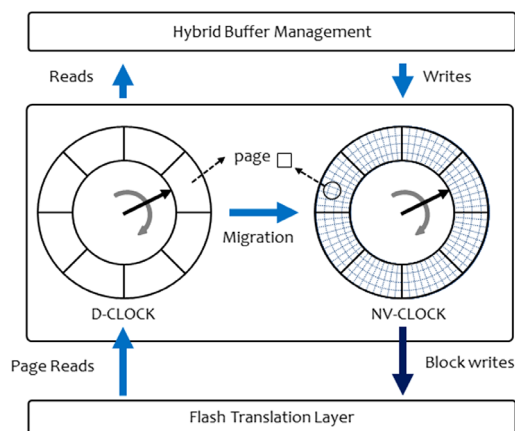 Hybrid Buffer Management
Reads
Writes
page
Migration
D-CLOCK
NV-CLOCK
Page Reads
Block writes
Flash Translation Layer